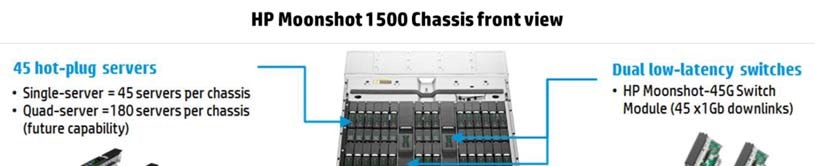 HP Moonshot 1500 Chassis front view
45 hot-plug servers
• Single-server = 45 servers per chassis
• Quad-server =180 servers per chassis
(future capability)
Dual low-latency switches
• HP Moonshot-45G Switch
Module (45 x1Gb downlinks)